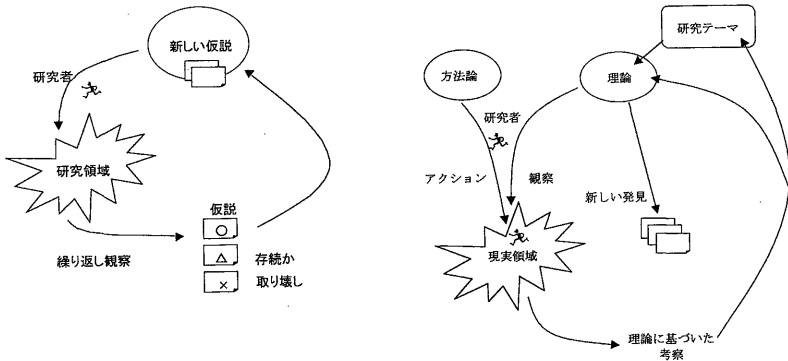 新しい仮説
研究者
研究領域
繰り返し観察
仮説
○
△
×
存続か
取り壊し
研究テーマ
方法論
理論
研究者
アクション
観察
新しい発見
現実領域
理論に基づいた
考察